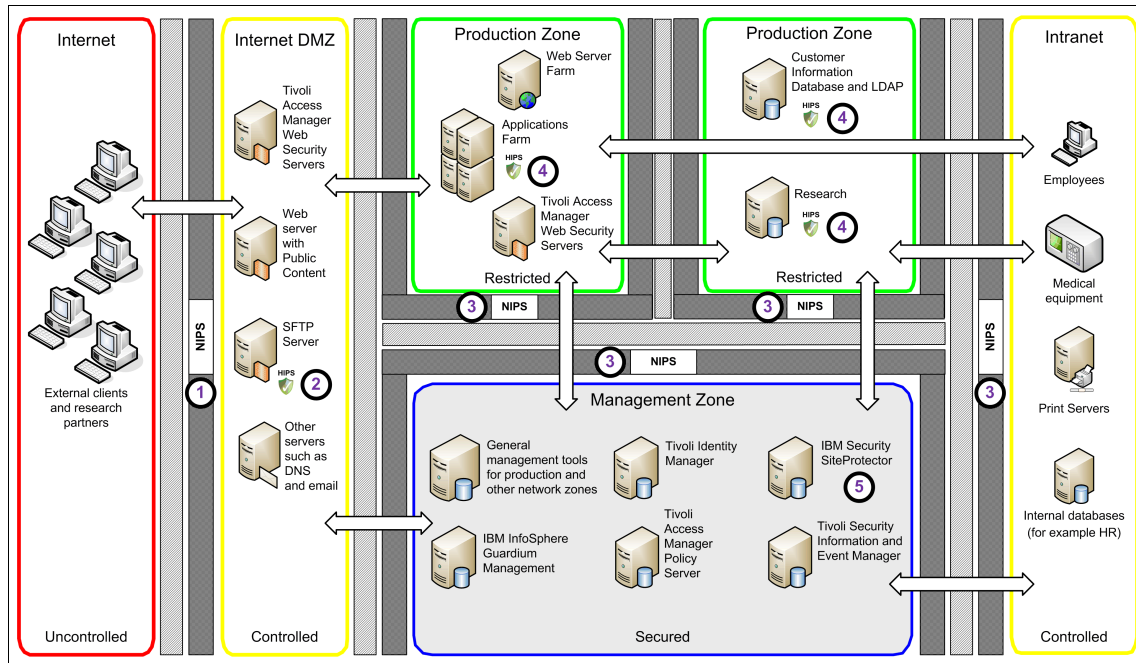 Internet
External clients
and research
partners
Uncontrolled
NIPS
1
Internet DMZ
Tivoli
Access
Manager
Web
Security
Servers
Web
server
with
Public
Content
SFTP
Server
HIPS
2
Other
servers
such as
DNS
and email
Controlled
Production Zone
Web Server
Farm
Applications
Farm
HIPS
4
Tivoli Access
Manager
Web Security
Servers
Restricted
3
NIPS
Production Zone
Customer
Information
Database and LDAP
HIPS
4
Research
HIPS
4
Restricted
3
NIPS
3
NIPS
Management Zone
General
management tools
for production and
other network zones
Tivoli Identity
Manager
IBM Security
SiteProtector
5
IBM InfoSphere
Guardium
Management
Tivoli
Access
Manager
Policy
Server
Tivoli Security
Information and
Event Manager
Secured
NIPS
3
Intranet
Employees
Medical
equipment
Print Servers
Internal databases
(for example HR)
Controlled